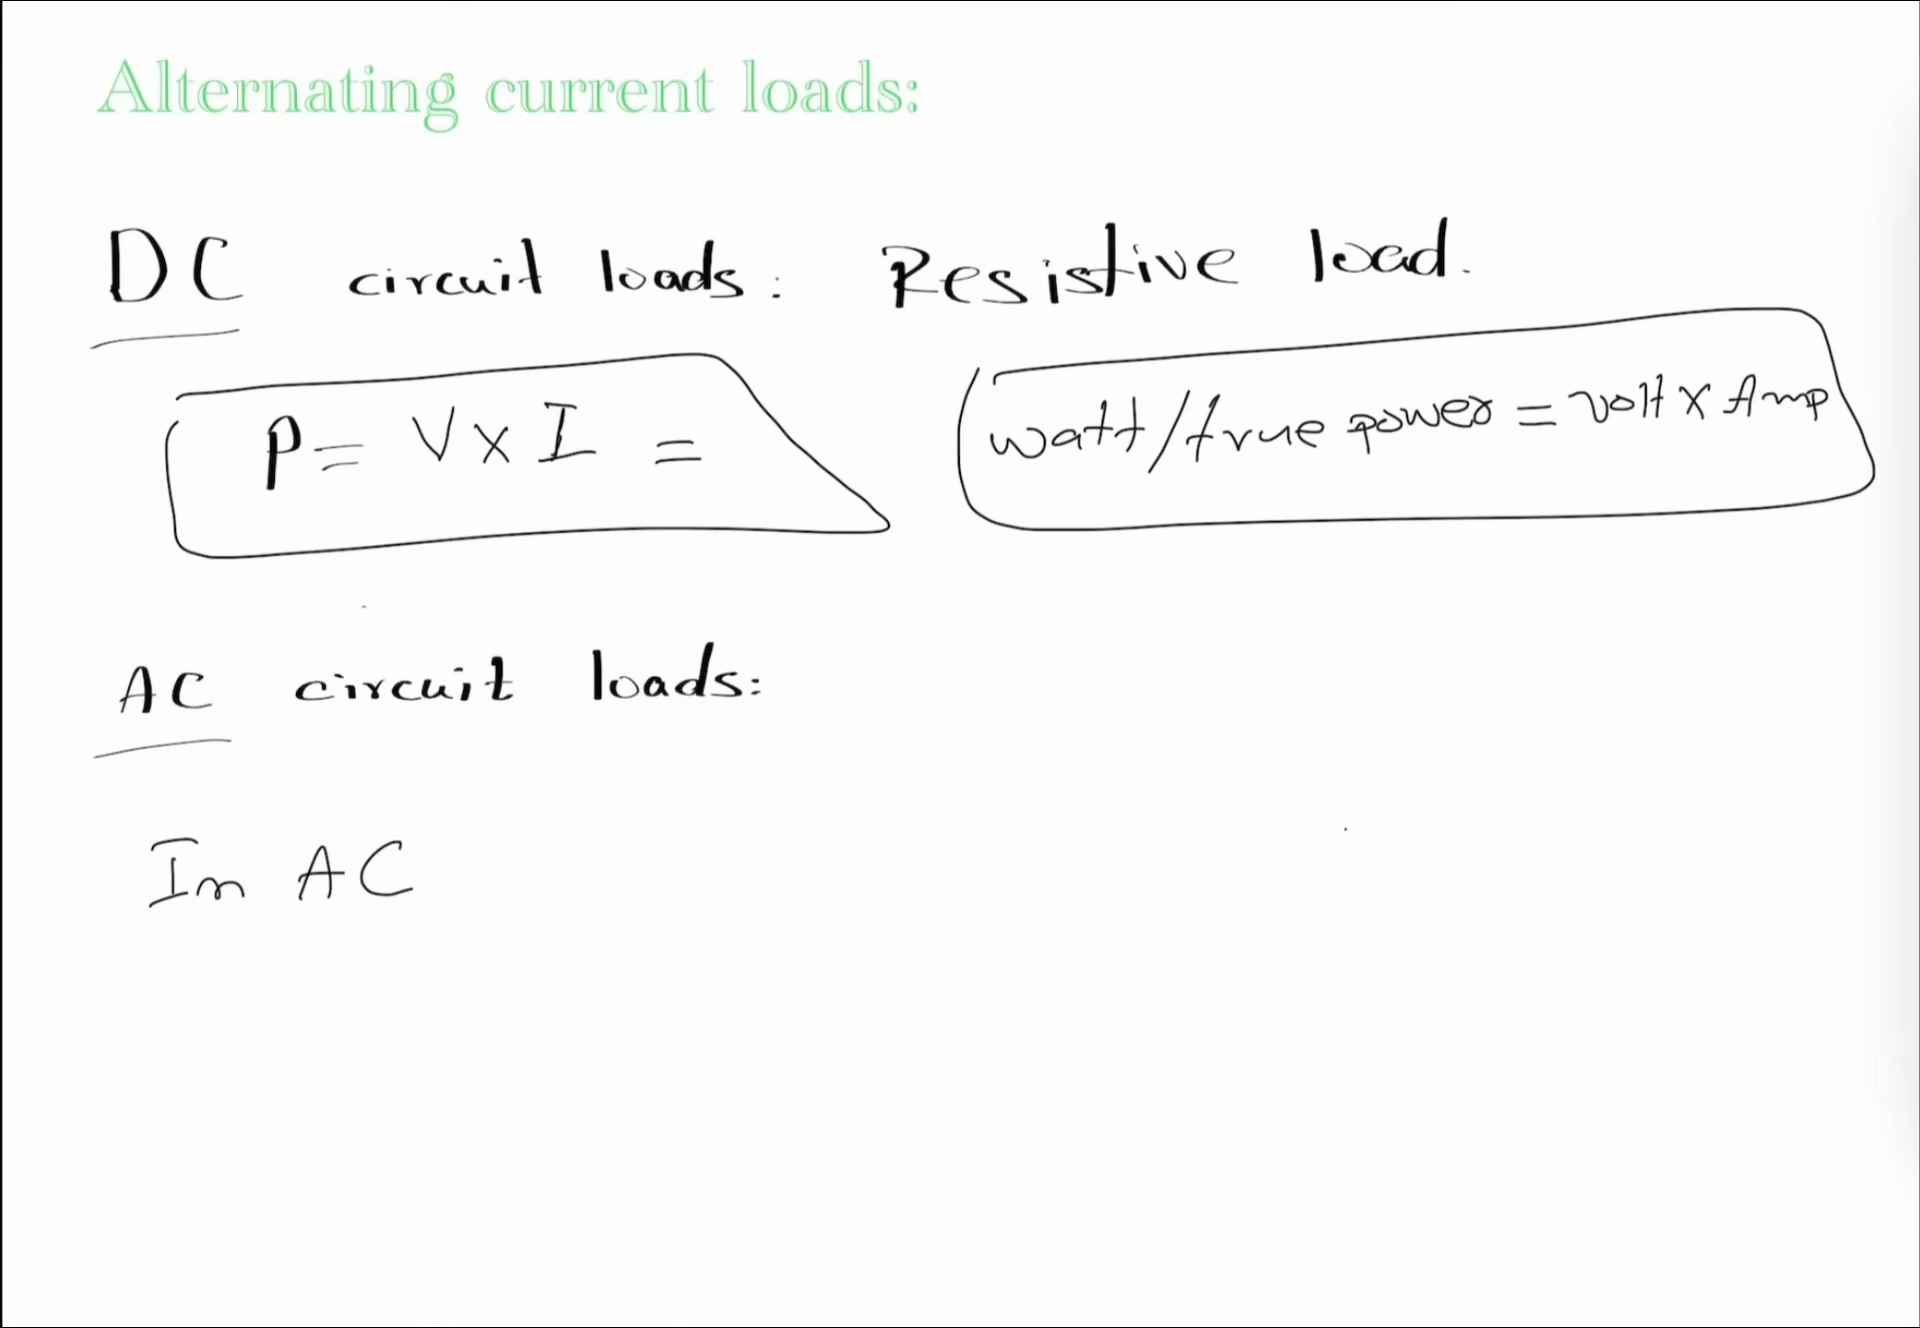 Alternating current loads:
DC circuit loads: Resistive load.
P = V x I =
watt/true power = volt x Amp
AC circuit loads:
In AC